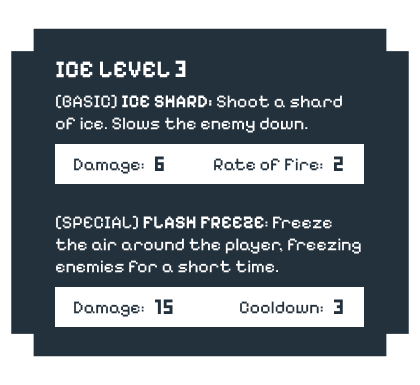 ICE LEVEL 3
(BASIC) ICE SHARD: Shoot a shard
of ice. Slows the enemy down.
Damage: 6 Rate of Fire: 2
(SPECIAL) FLASH FREEZE: Freeze
the air around the player, freezing
enemies for a short time.
Damage: 15 Cooldown: 3